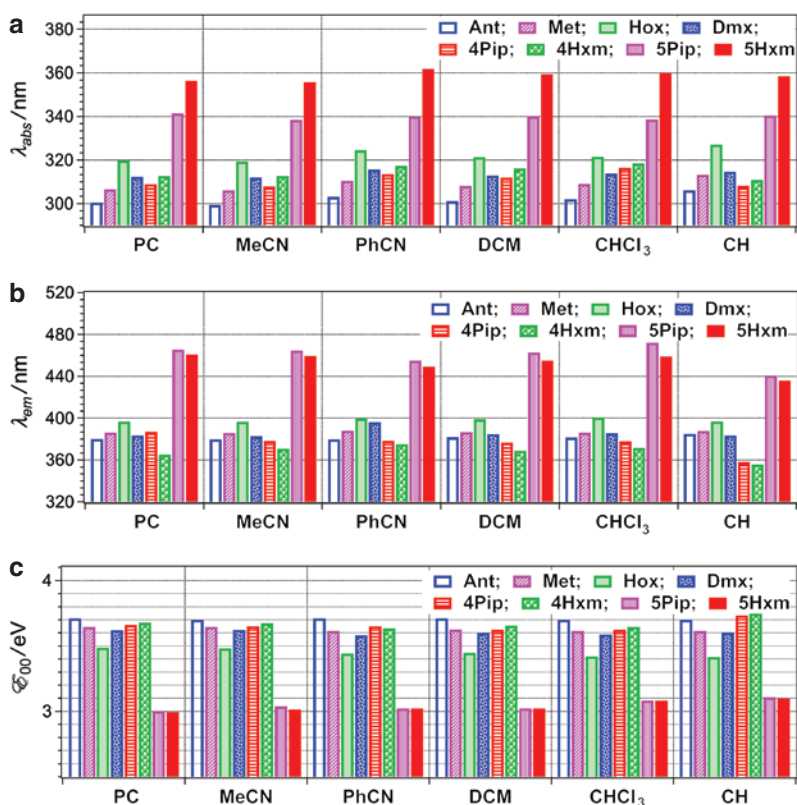 a
Ant; Met; Hox; Dmx;
4Pip; 4Hxm; 5Pip; 5Hxm
λabs/nm
380
360
340
320
300
PC MeCN PhCN DCM CHCl₃ CH
b
Ant; Met; Hox; Dmx;
4Pip; 4Hxm; 5Pip; 5Hxm
λem/nm
520
480
440
400
360
320
PC MeCN PhCN DCM CHCl₃ CH
c
Ant; Met; Hox; Dmx;
4Pip; 4Hxm; 5Pip; 5Hxm
ℰ00/eV
4
3
PC MeCN PhCN DCM CHCl₃ CH